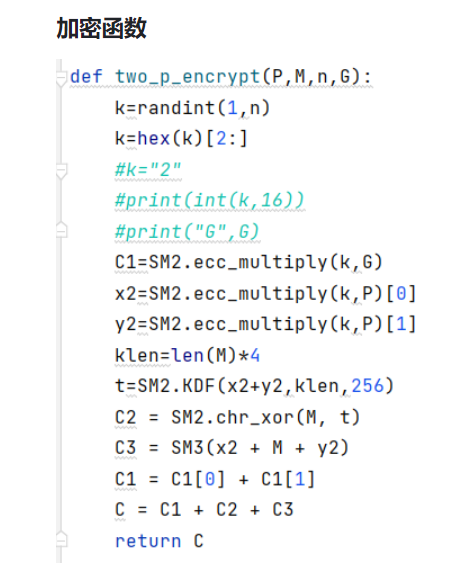 加密函数
def two_p_encrypt(P,M,n,G):
    k=randint(1,n)
    k=hex(k)[2:]
    #k="2"
    #print(int(k,16))
    #print("G",G)
    C1=SM2.ecc_multiply(k,G)
    x2=SM2.ecc_multiply(k,P)[0]
    y2=SM2.ecc_multiply(k,P)[1]
    klen=len(M)*4
    t=SM2.KDF(x2+y2,klen,256)
    C2 = SM2.chr_xor(M, t)
    C3 = SM3(x2 + M + y2)
    C1 = C1[0] + C1[1]
    C = C1 + C2 + C3
    return C